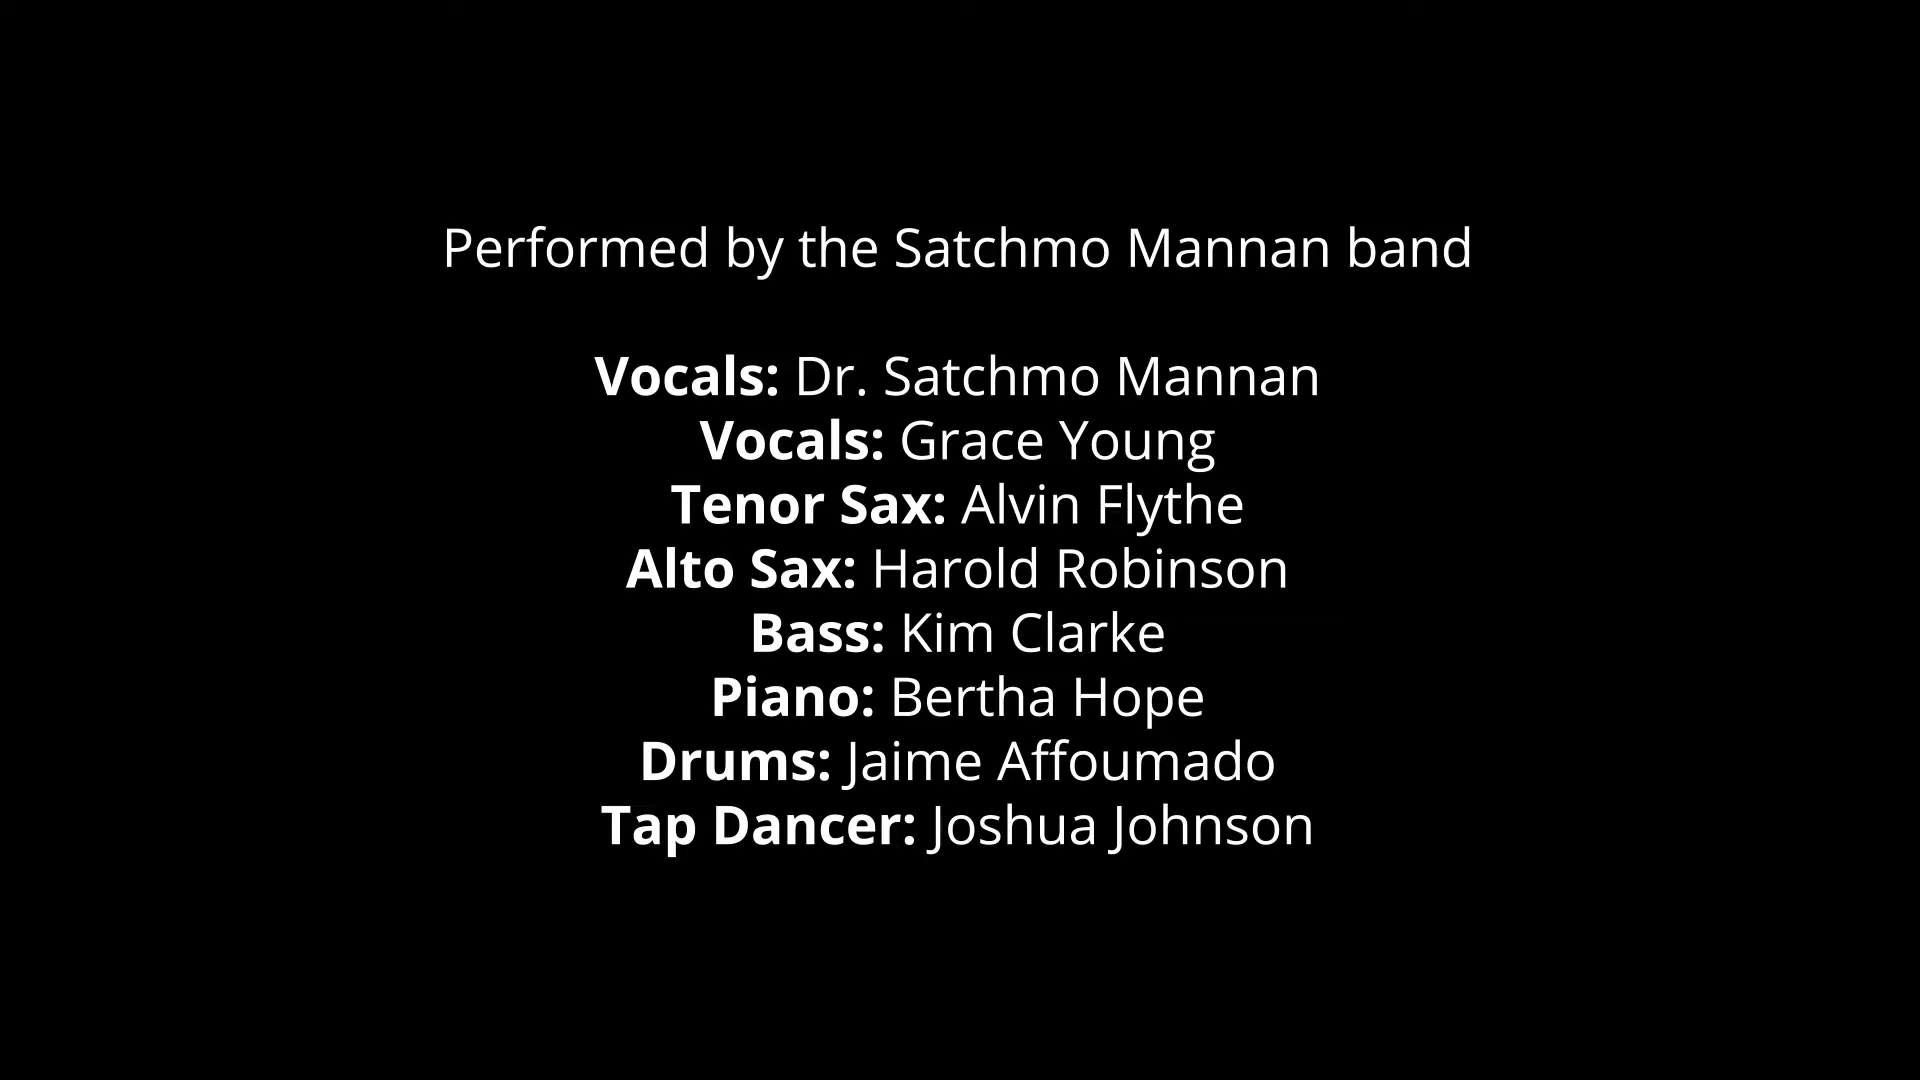 Performed by the Satchmo Mannan band
Vocals: Dr. Satchmo Mannan
Vocals: Grace Young
Tenor Sax: Alvin Flythe
Alto Sax: Harold Robinson
Bass: Kim Clarke
Piano: Bertha Hope
Drums: Jaime Affoumado
Tap Dancer: Joshua Johnson